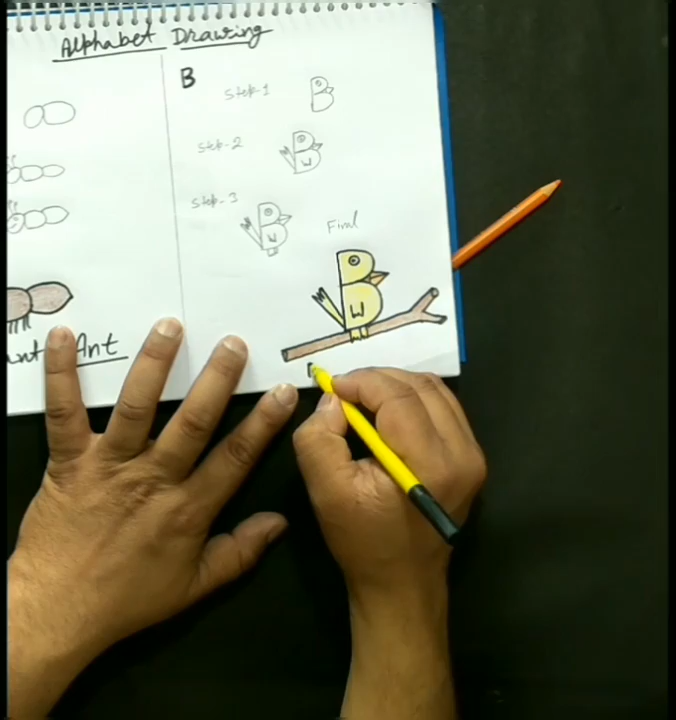 Alphabet Drawing
B
Step-1
Step-2
W
Step-3
W
Final
W
Ant